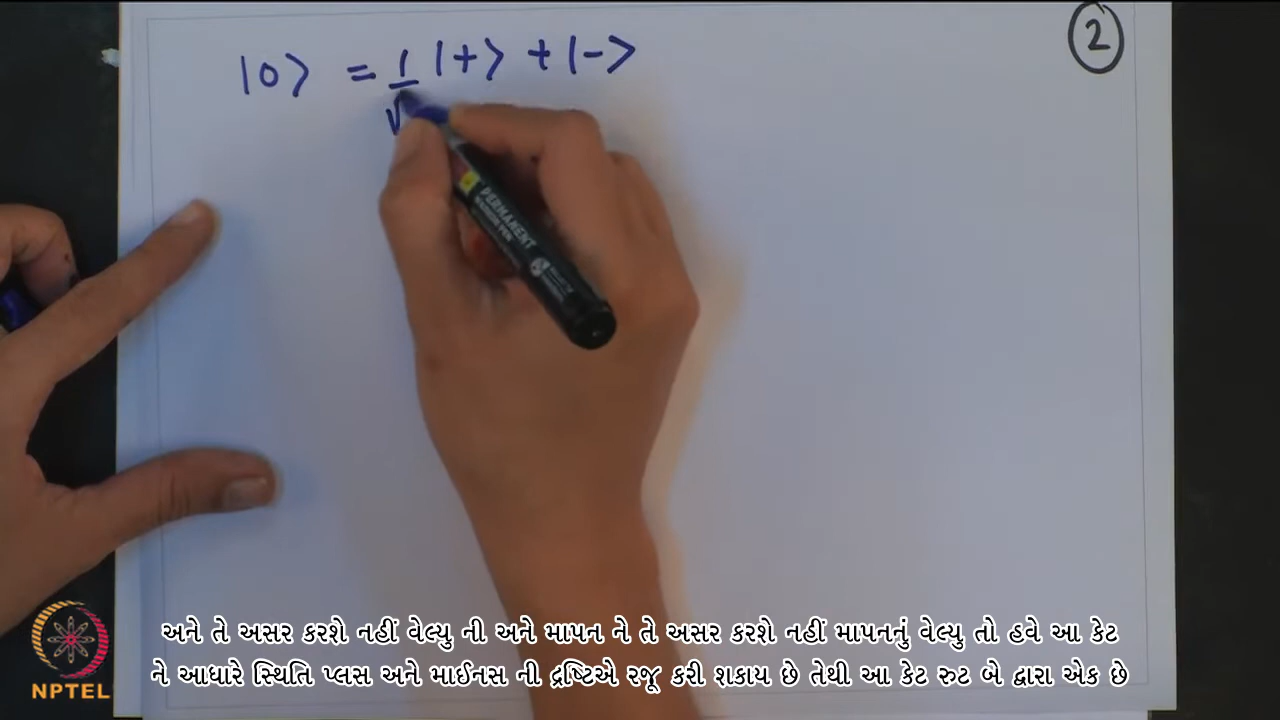 |0⟩ = 1/√ |+⟩ + |-⟩
2
PERMANENT
અને તે અસર કરશે નહીં વેલ્યુ ની અને માપન ને તે અસર કરશે નહીં માપનનું વેલ્યુ તો હવે આ કેટ
ને આધારે સ્થિતિ પ્લસ અને માઈનસ ની દ્રષ્ટિએ રજૂ કરી શકાય છે તેથી આ કેટ રુટ બે દ્વારા એક છે
NPTEL